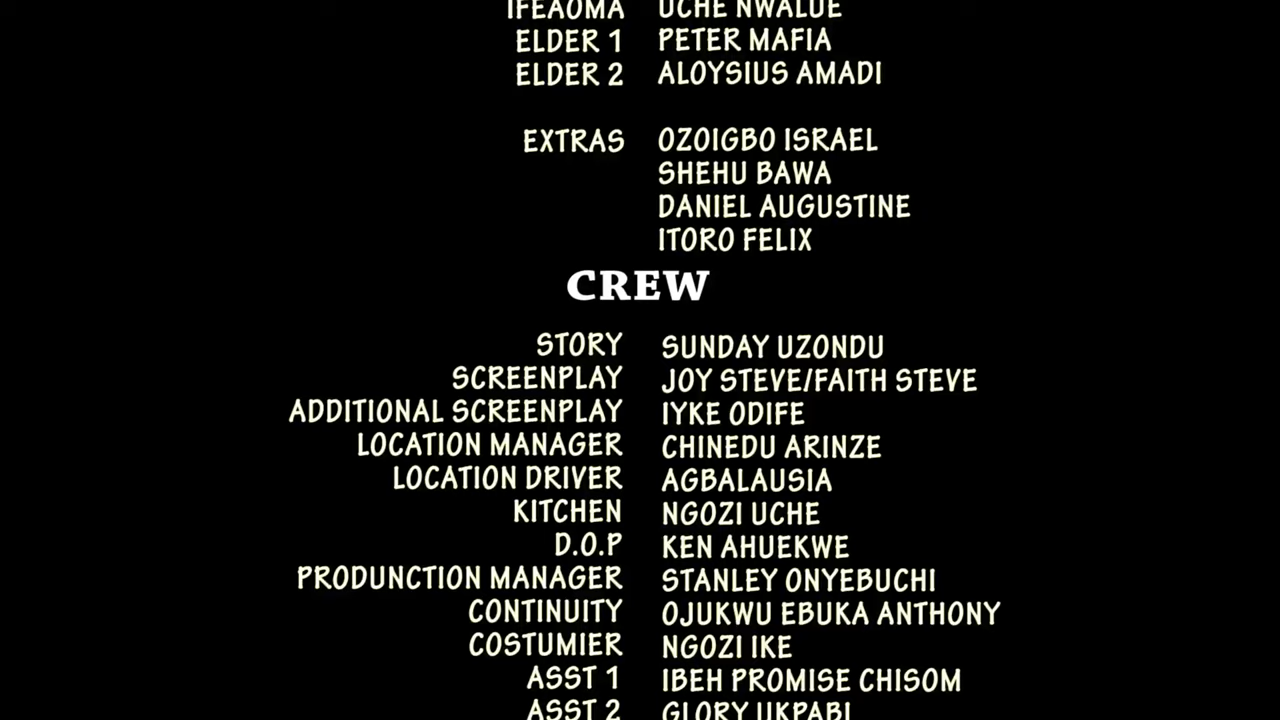 IFEAOMA UCHE NWALUE
ELDER 1 PETER MAFIA
ELDER 2 ALOYSIUS AMADI
EXTRAS OZOIGBO ISRAEL
SHEHU BAWA
DANIEL AUGUSTINE
ITORO FELIX
CREW
STORY SUNDAY UZONDU
SCREENPLAY JOY STEVE/FAITH STEVE
ADDITIONAL SCREENPLAY IYKE ODIFE
LOCATION MANAGER CHINEDU ARINZE
LOCATION DRIVER AGBALAUSIA
KITCHEN NGOZI UCHE
D.O.P KEN AHUEKWE
PRODUNCTION MANAGER STANLEY ONYEBUCHI
CONTINUITY OJUKWU EBUKA ANTHONY
COSTUMIER NGOZI IKE
ASST 1 IBEH PROMISE CHISOM
ASST 2 GLORY UKPABI